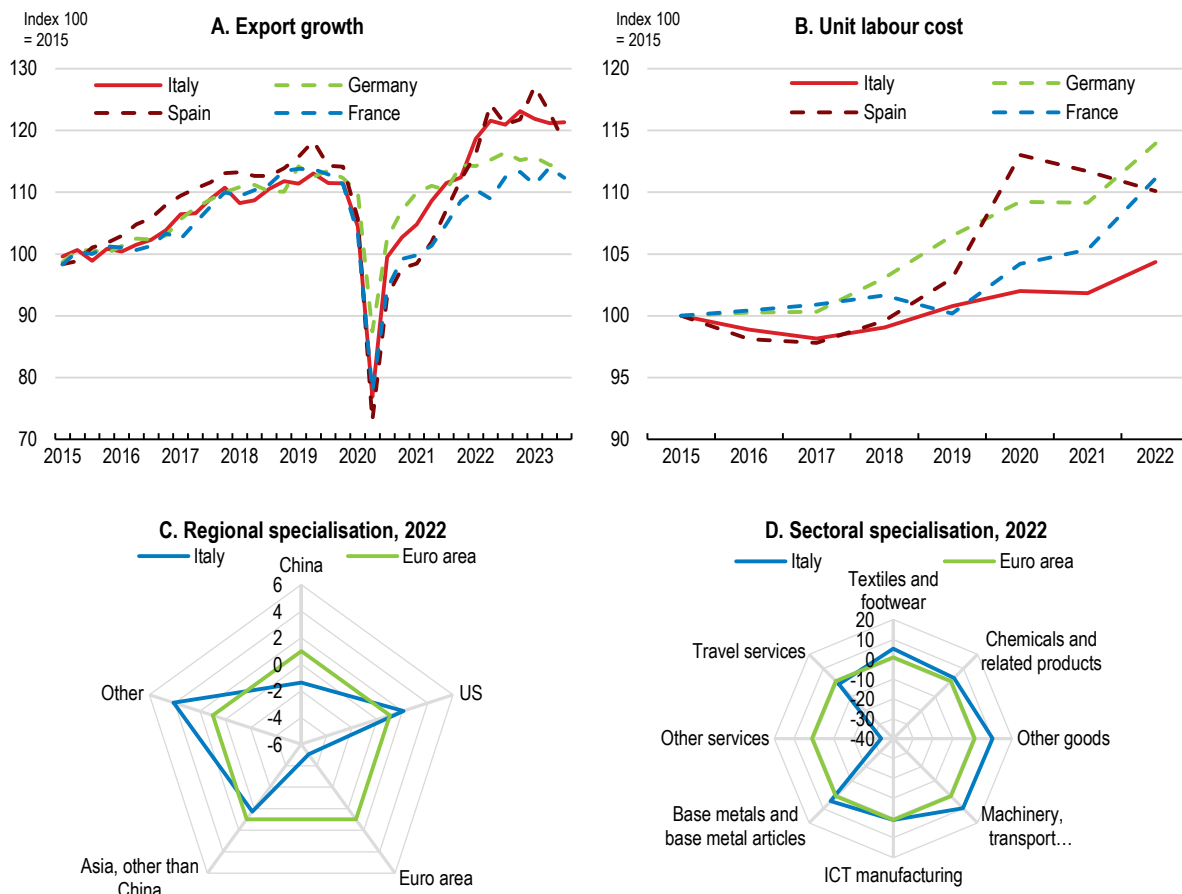 Index 100
= 2015
A. Export growth
130
120
110
100
90
80
70
Italy
Germany
Spain
France
2015 2016 2017 2018 2019 2020 2021 2022 2023
Index 100
= 2015
B. Unit labour cost
120
115
110
105
100
95
90
Italy
Germany
Spain
France
2015 2016 2017 2018 2019 2020 2021 2022
C. Regional specialisation, 2022
Italy
Euro area
China
6
4
2
0
-2
-4
-6
US
Euro area
Asia, other than
China
Other
D. Sectoral specialisation, 2022
Italy
Euro area
Textiles and
footwear
20
10
0
-10
-20
-30
-40
Chemicals and
related products
Other goods
Machinery,
transport…
ICT manufacturing
Base metals and
base metal articles
Other services
Travel services